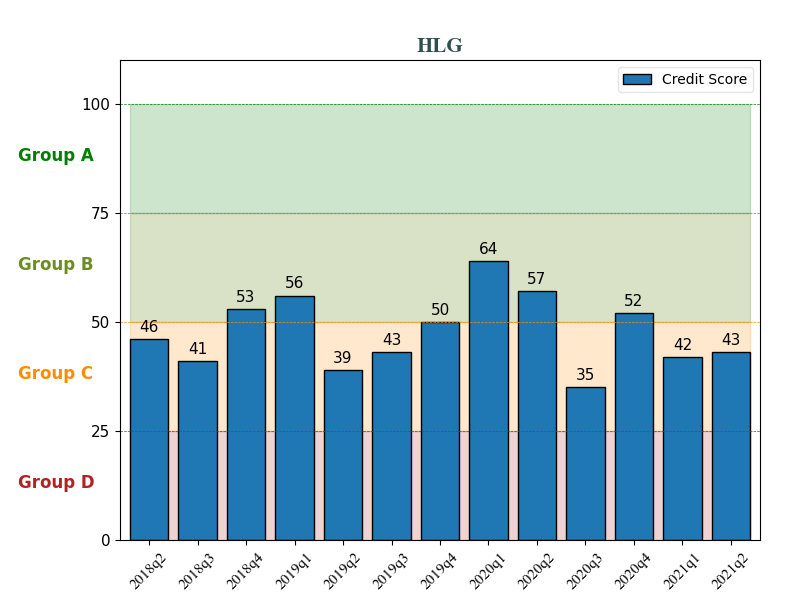 HLG
Credit Score
100
Group A
75
Group B
50
Group C
25
Group D
0
46
41
53
56
39
43
50
64
57
35
52
42
43
2018q2
2018q3
2018q4
2019q1
2019q2
2019q3
2019q4
2020q1
2020q2
2020q3
2020q4
2021q1
2021q2